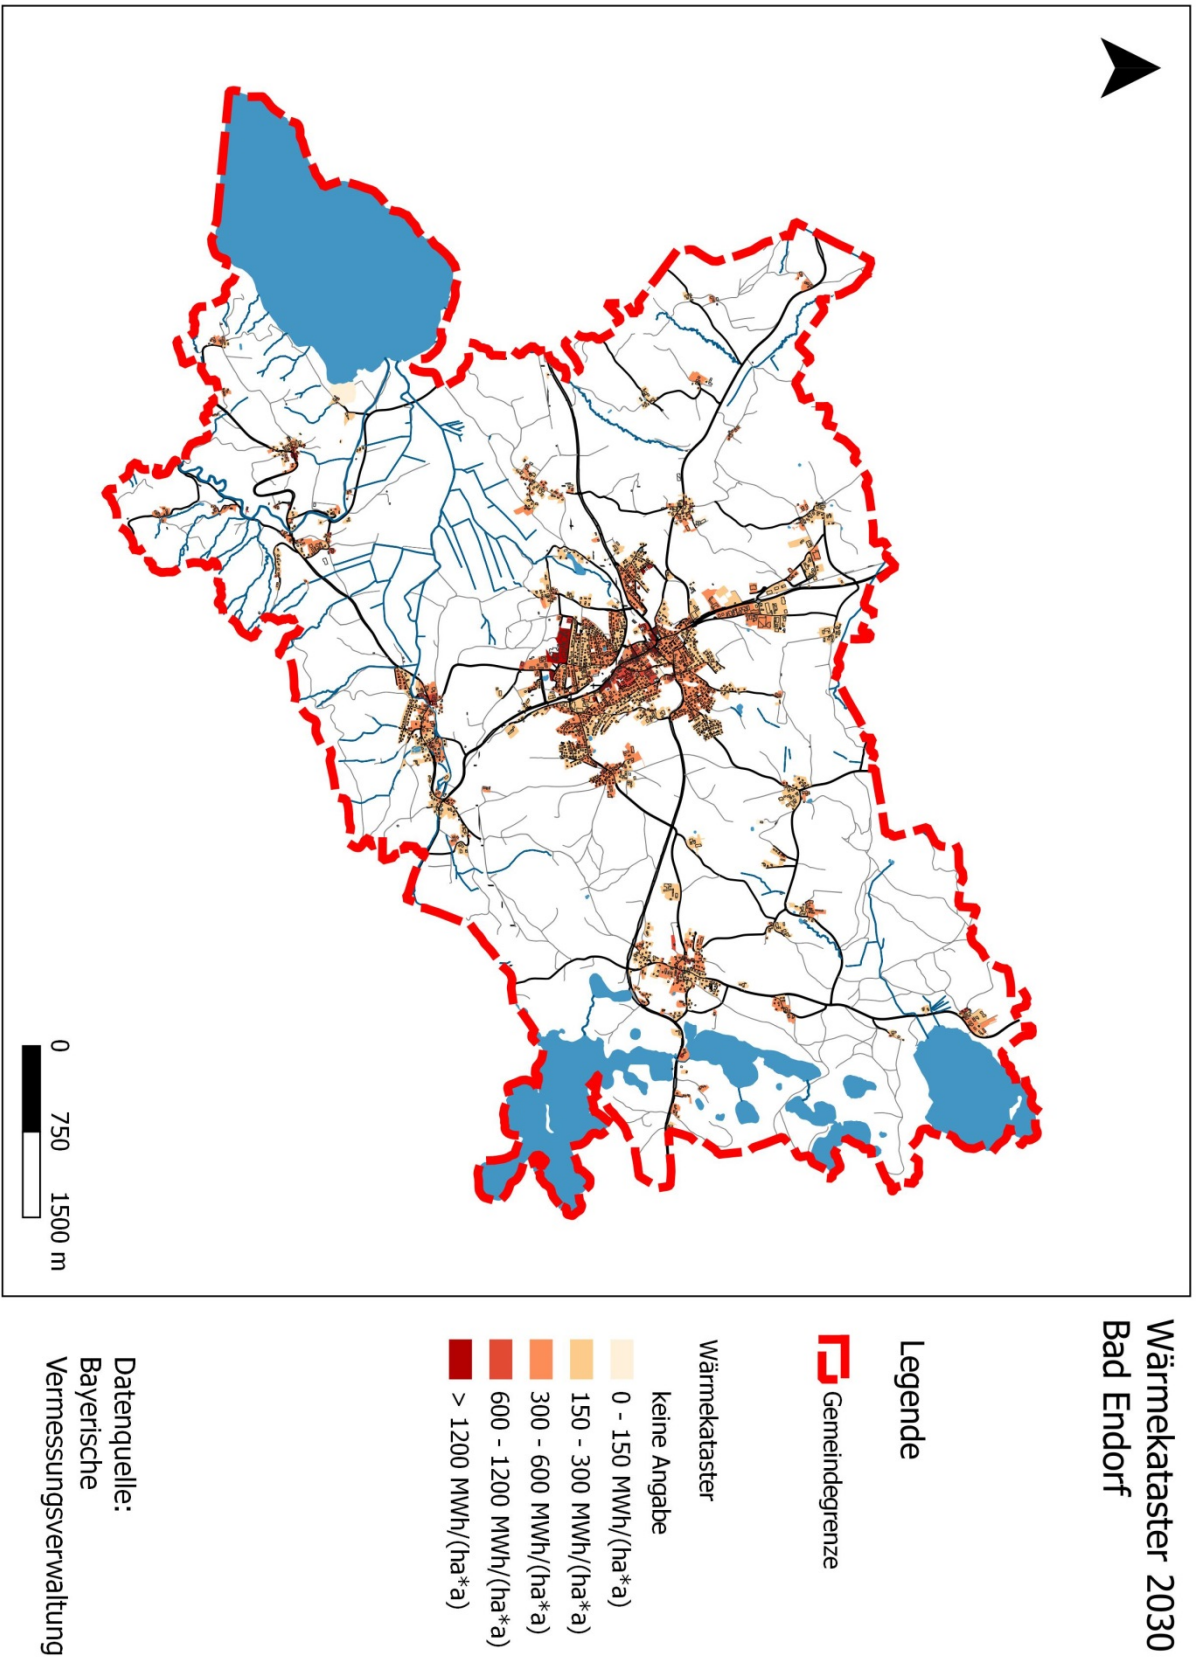 Wärmekataster 2030
Bad Endorf
Legende
Gemeindegrenze
Wärmekataster
keine Angabe
0 - 150 MWh/(ha*a)
150 - 300 MWh/(ha*a)
300 - 600 MWh/(ha*a)
600 - 1200 MWh/(ha*a)
> 1200 MWh/(ha*a)
Datenquelle:
Bayerische
Vermessungsverwaltung
0 750 1500 m